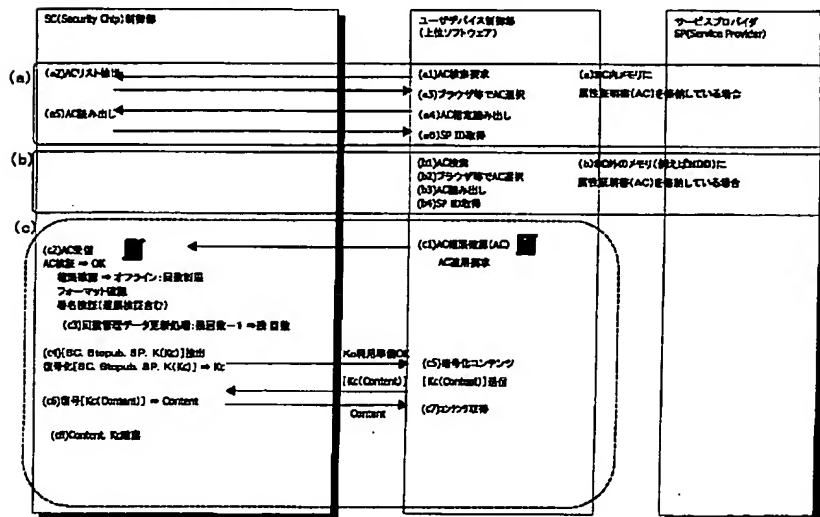 SC(Security Chip)制御部
ユーザデバイス制御部
(上位ソフトウェア)
サービスプロバイダ
SP(Service Provider)
(a)
(a2)ACリスト検出
(a1)AC検索要求
(a)SC内メモリに
(a3)ブラウザ等でAC選択
属性証明書(AC)を格納している場合
(a5)AC読み出し
(a4)AC指定読み出し
(a6)SP ID取得
(b)
(b1)AC検索
(b)SC外のメモリ(例えばHDD)に
(b2)ブラウザ等でAC選択
属性証明書(AC)を格納している場合
(b3)AC読み出し
(b4)SP ID取得
(c)
(c2)AC受信
(c1)AC権限確認(AC)
AC検証 ⇒ OK
AC適用要求
権限確認 ⇒ オフライン:回数制限
フォーマット確認
署名検証(連鎖検証含む)
(c3)回数管理データ更新処理:残回数-1 ⇒ 残回数
(c4)[SC. Stopub. SP. K(Kc)]検出
Kc利用準備OK
(c5)暗号化コンテンツ
復号化[SC. Stopub. SP. K(Kc)] ⇒ Kc
[Kc(Content)]
[Kc(Content)]送信
(c6)復号[Kc(Content)] ⇒ Content
Content
(c7)コンテンツ取得
(c8)Content, Kc破棄